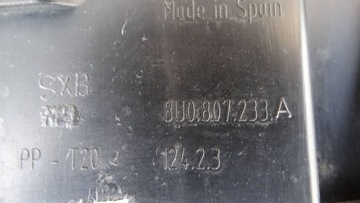 Made in Spain
SXB
8U0.807.233.A
PP - T20
124.2.3